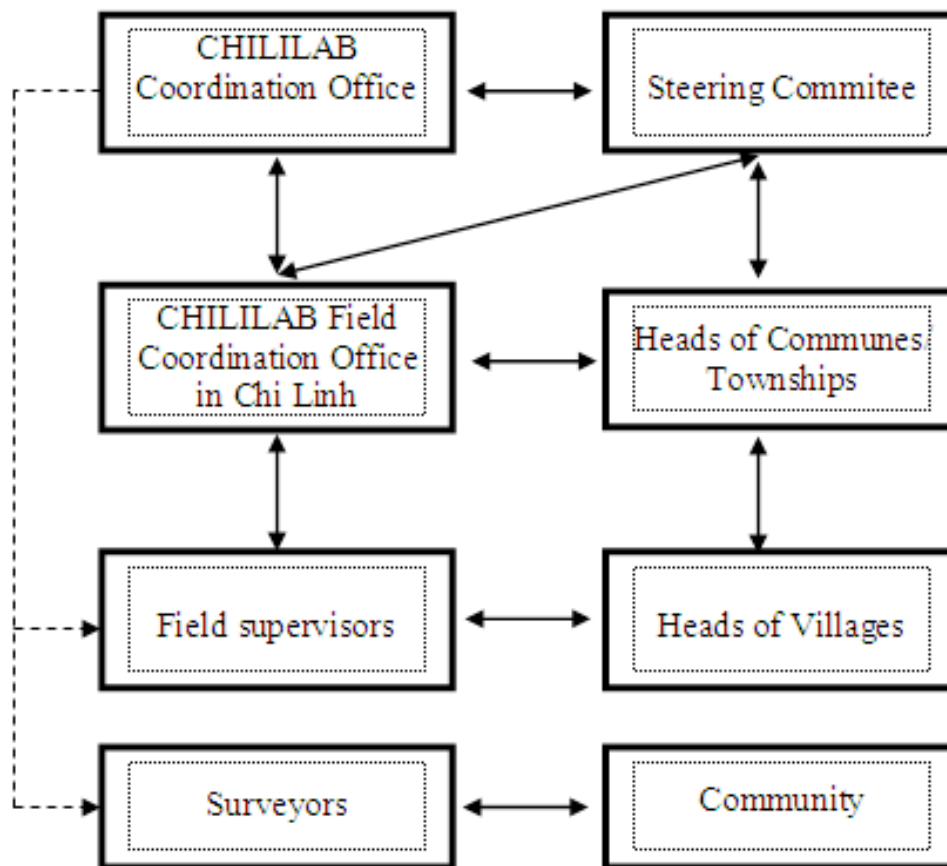 CHILILAB
Coordination Office
Steering Commitee
CHILILAB Field
Coordination Office
in Chi Linh
Heads of Communes/
Townships
Field supervisors
Heads of Villages
Surveyors
Community